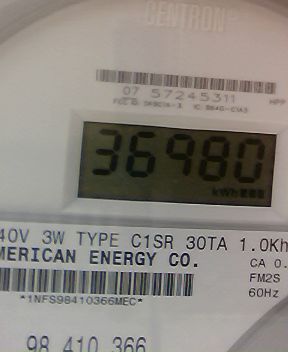 CENTRON
07 57245311
HPP
36980
kWh
40V 3W TYPE C1SR 30TA 1.0Kh
MERICAN ENERGY CO.
CA 0.
FM2S
60Hz
*1NFS98410366MEC*
98 410 366